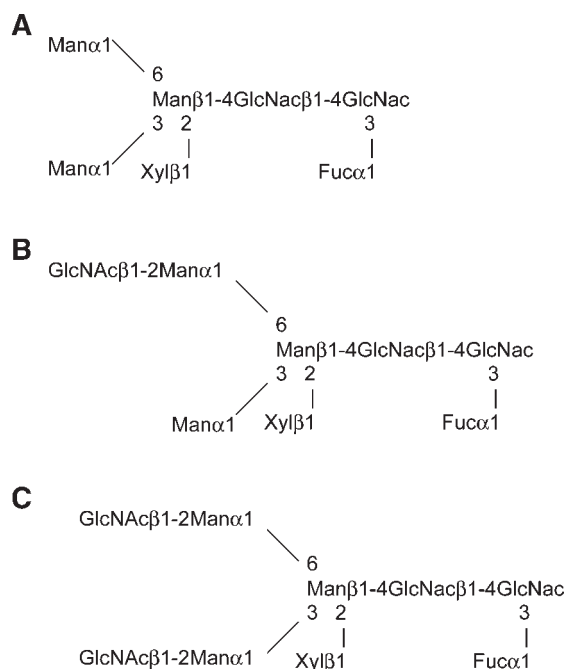 A
Manα1
6
Manβ1-4GlcNacβ1-4GlcNac
3 2 3
Manα1 Xylβ1 Fucα1
B
GlcNAcβ1-2Manα1
6
Manβ1-4GlcNacβ1-4GlcNac
3 2 3
Manα1 Xylβ1 Fucα1
C
GlcNAcβ1-2Manα1
6
Manβ1-4GlcNacβ1-4GlcNac
3 2 3
GlcNAcβ1-2Manα1 Xylβ1 Fucα1